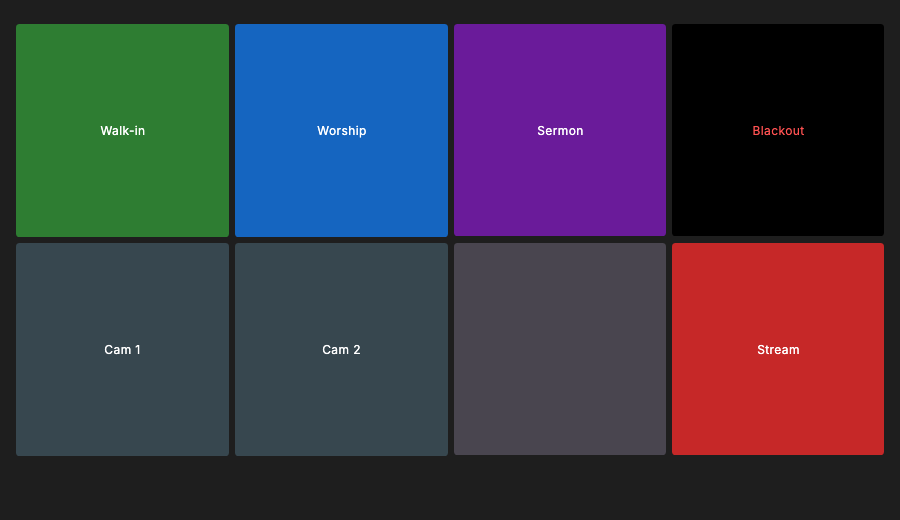 Walk-in
Worship
Sermon
Blackout
Cam 1
Cam 2
Stream